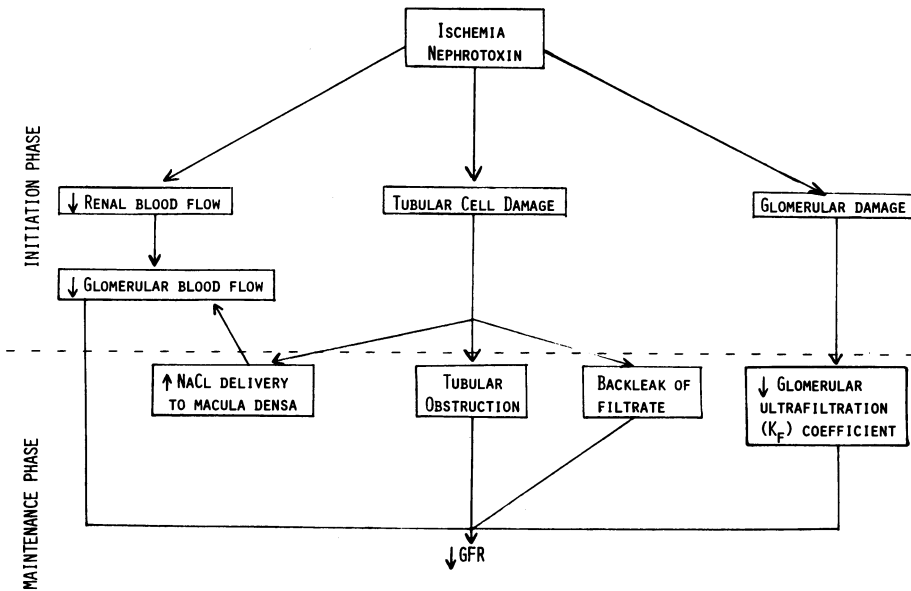 ISCHEMIA
NEPHROTOXIN
INITIATION PHASE
↓ RENAL BLOOD FLOW
TUBULAR CELL DAMAGE
GLOMERULAR DAMAGE
↓ GLOMERULAR BLOOD FLOW
↑ NACL DELIVERY
TO MACULA DENSA
TUBULAR
OBSTRUCTION
BACKLEAK OF
FILTRATE
↓ GLOMERULAR
ULTRAFILTRATION
(KF) COEFFICIENT
MAINTENANCE PHASE
↓ GFR